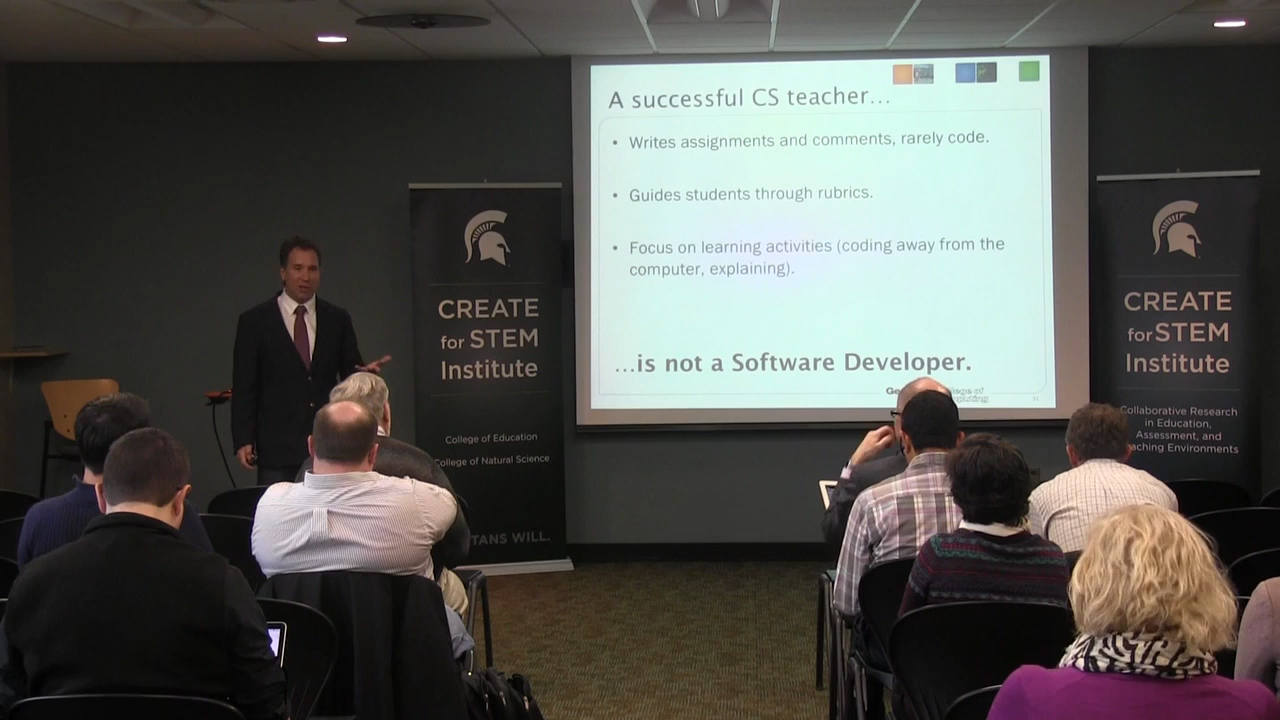 A successful CS teacher...
• Writes assignments and comments, rarely code.
• Guides students through rubrics.
• Focus on learning activities (coding away from the
computer, explaining).
...is not a Software Developer.
11
CREATE
for STEM
Institute
College of Education
College of Natural Science
WILL.
CREATE
for STEM
Institute
Collaborative Research
in Education,
Assessment, and
Environments